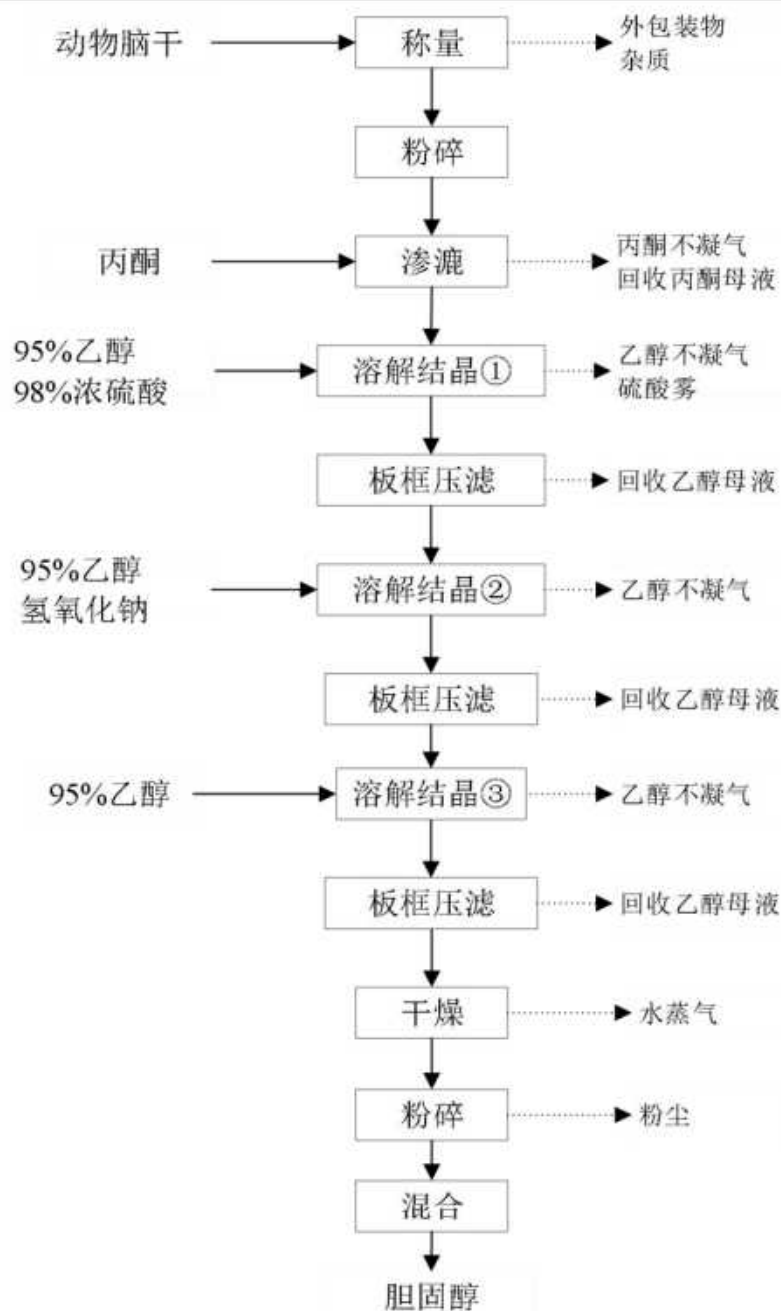 动物脑干
称量
外包装物
杂质
粉碎
丙酮
渗漉
丙酮不凝气
回收丙酮母液
95%乙醇
98%浓硫酸
溶解结晶①
乙醇不凝气
硫酸雾
板框压滤
回收乙醇母液
95%乙醇
氢氧化钠
溶解结晶②
乙醇不凝气
板框压滤
回收乙醇母液
95%乙醇
溶解结晶③
乙醇不凝气
板框压滤
回收乙醇母液
干燥
水蒸气
粉碎
粉尘
混合
胆固醇